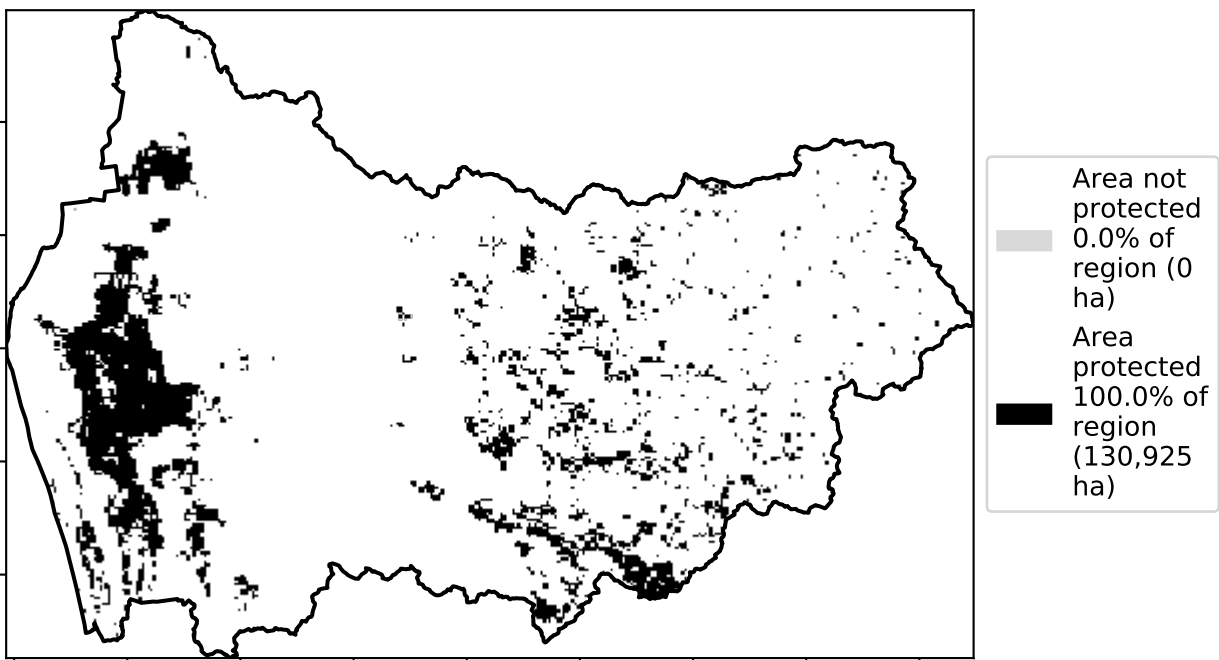 Area not
protected
0.0% of
region (0
ha)
Area
protected
100.0% of
region
(130,925
ha)